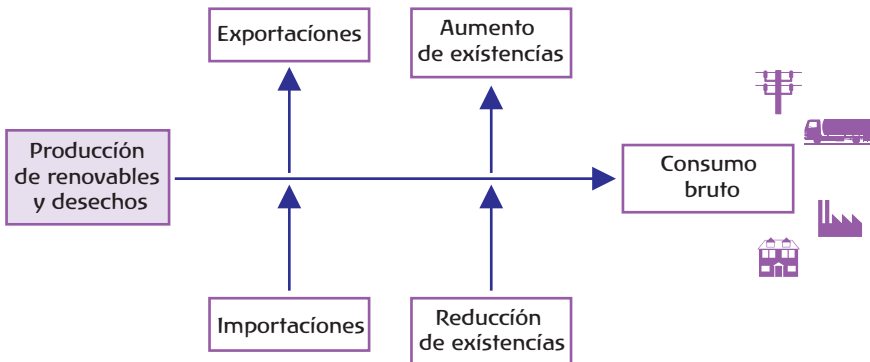 Exportaciones
Aumento
de existencias
Producción
de renovables
y desechos
Consumo
bruto
Importaciones
Reducción
de existencias